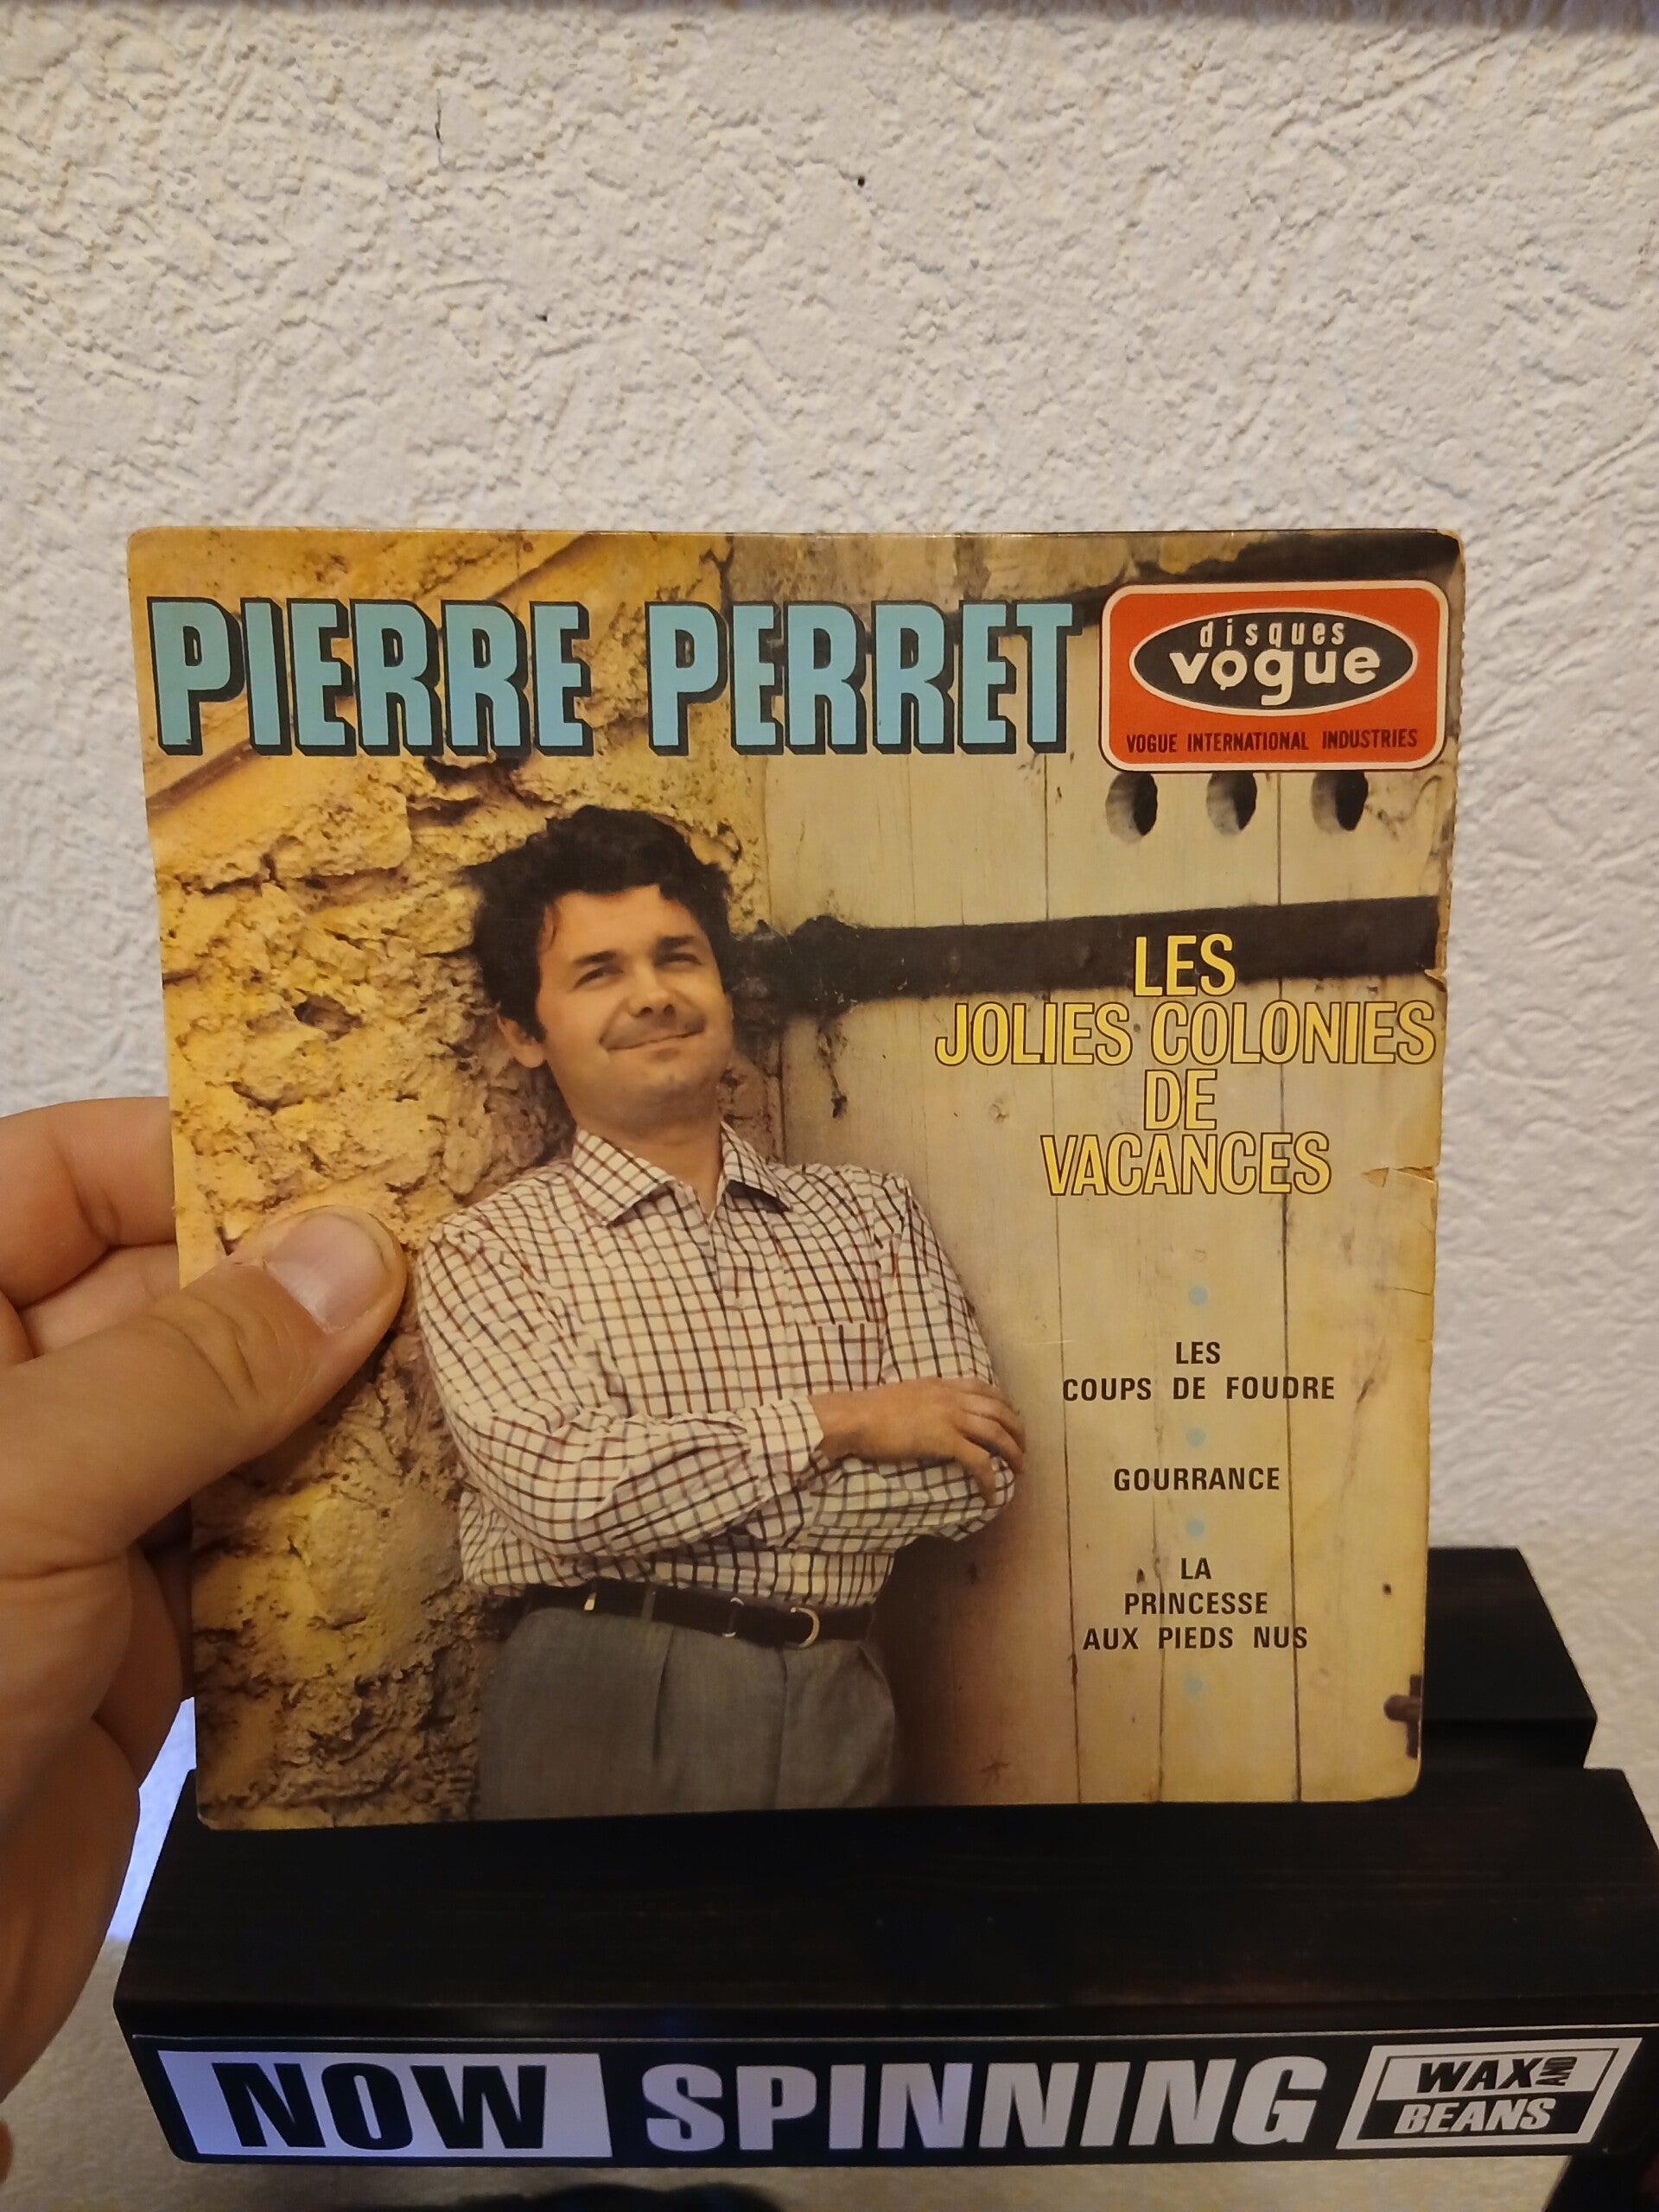 PIERRE PERRET
disques
vogue
VOGUE INTERNATIONAL INDUSTRIES
LES
JOLIES COLONIES
DE
VACANCES
LES
COUPS DE FOUDRE
GOURRANCE
LA
PRINCESSE
AUX PIEDS NUS
NOW SPINNING
WAX AND
BEANS